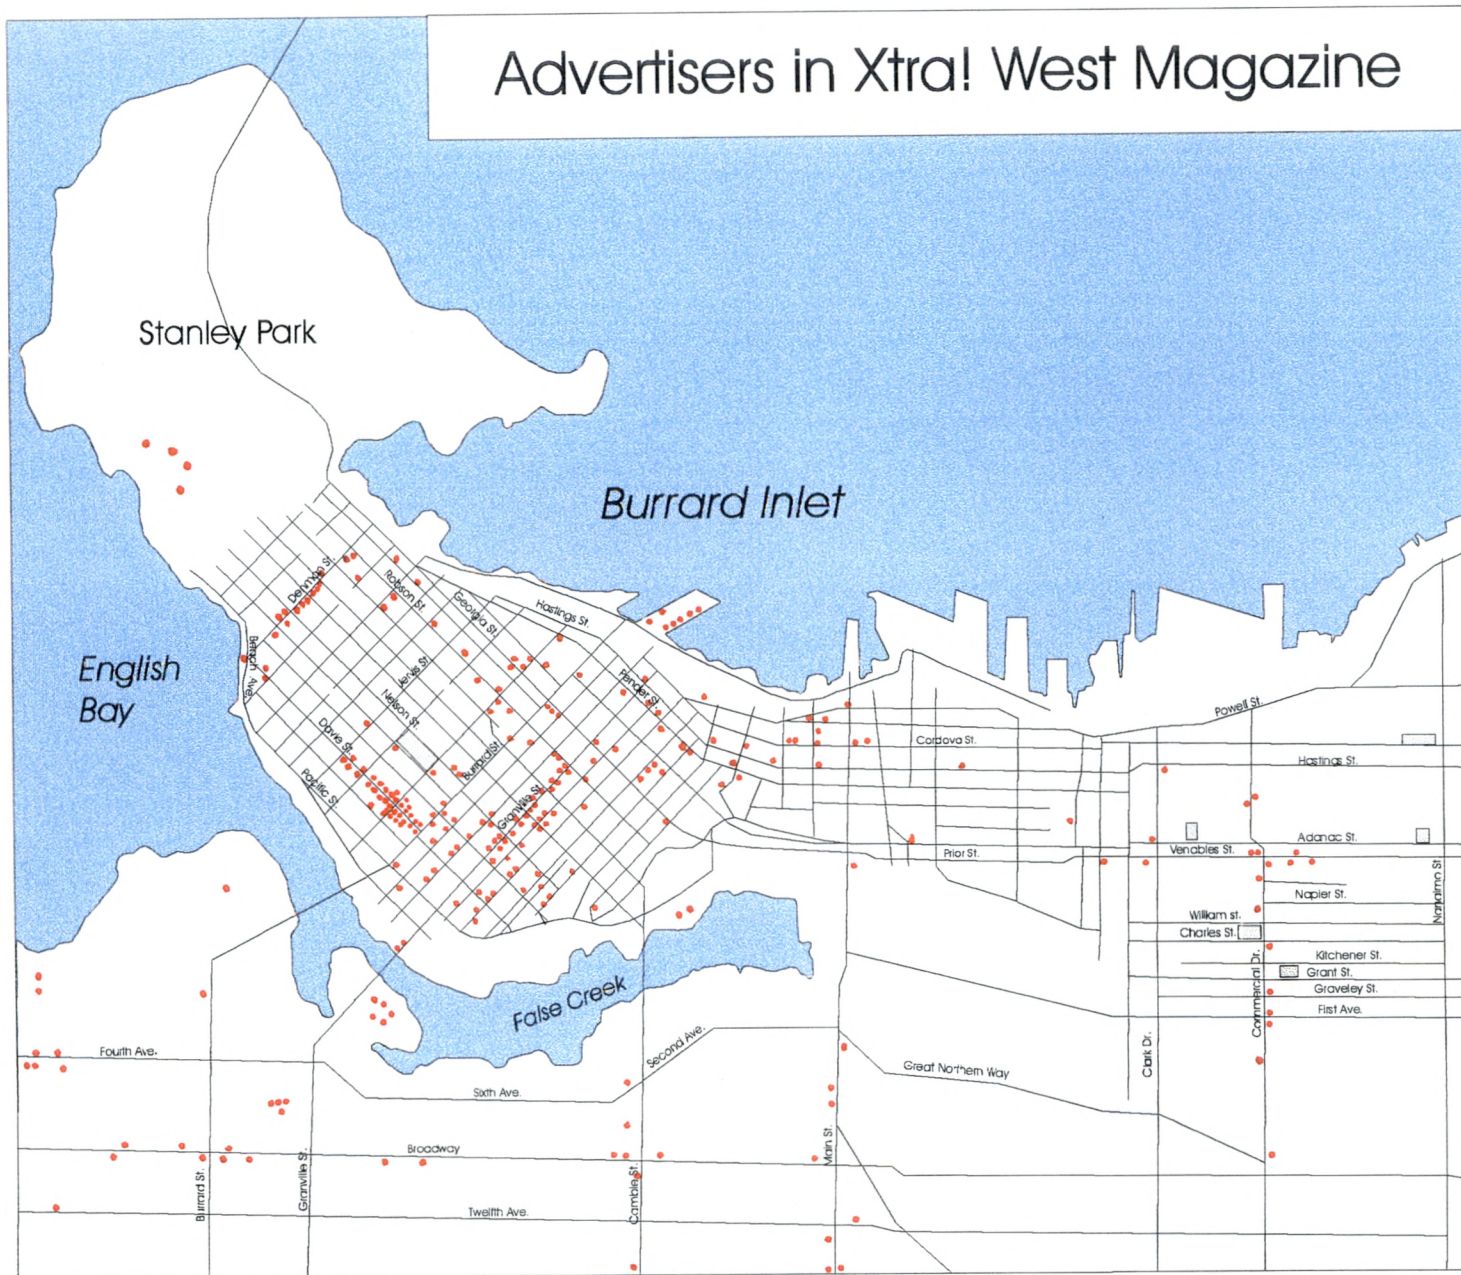 Advertisers in Xtra! West Magazine
Stanley Park
Burrard Inlet
English
Bay
Denman St.
Robson St.
Georgia St.
Hastings St.
Beach Ave.
Jervis St.
Nelson St.
Pender St.
Davie St.
Pacific St.
Burrard St.
Granville St.
Powell St.
Cordova St.
Hastings St.
Adanac St.
Venables St.
Prior St.
Nanaimo St
Napier St.
William st.
Charles St.
Kitchener St.
Grant St.
Graveley St.
First Ave.
Commercial Dr.
Clark Dr.
False Creek
Second Ave.
Great Northern Way
Fourth Ave.
Sixth Ave.
Broadway
Main St.
Burrard St.
Granville St.
Cambie St.
Twelfth Ave.